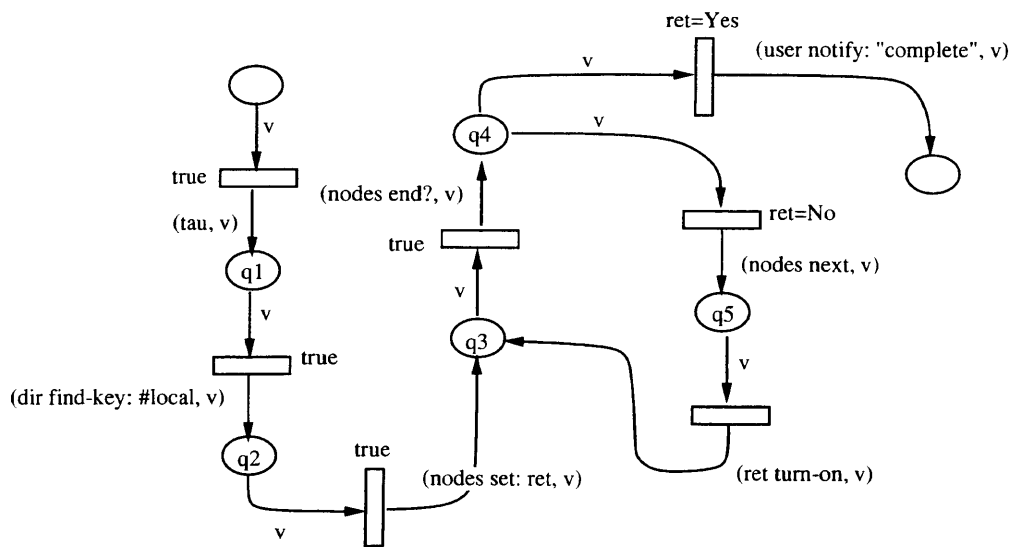 ret=Yes
(user notify: "complete", v)
v
v
q4
v
true
(nodes end?, v)
ret=No
(tau, v)
true
(nodes next, v)
q1
v
q5
v
q3
v
true
(dir find-key: #local, v)
q2
true
(nodes set: ret, v)
(ret turn-on, v)
v